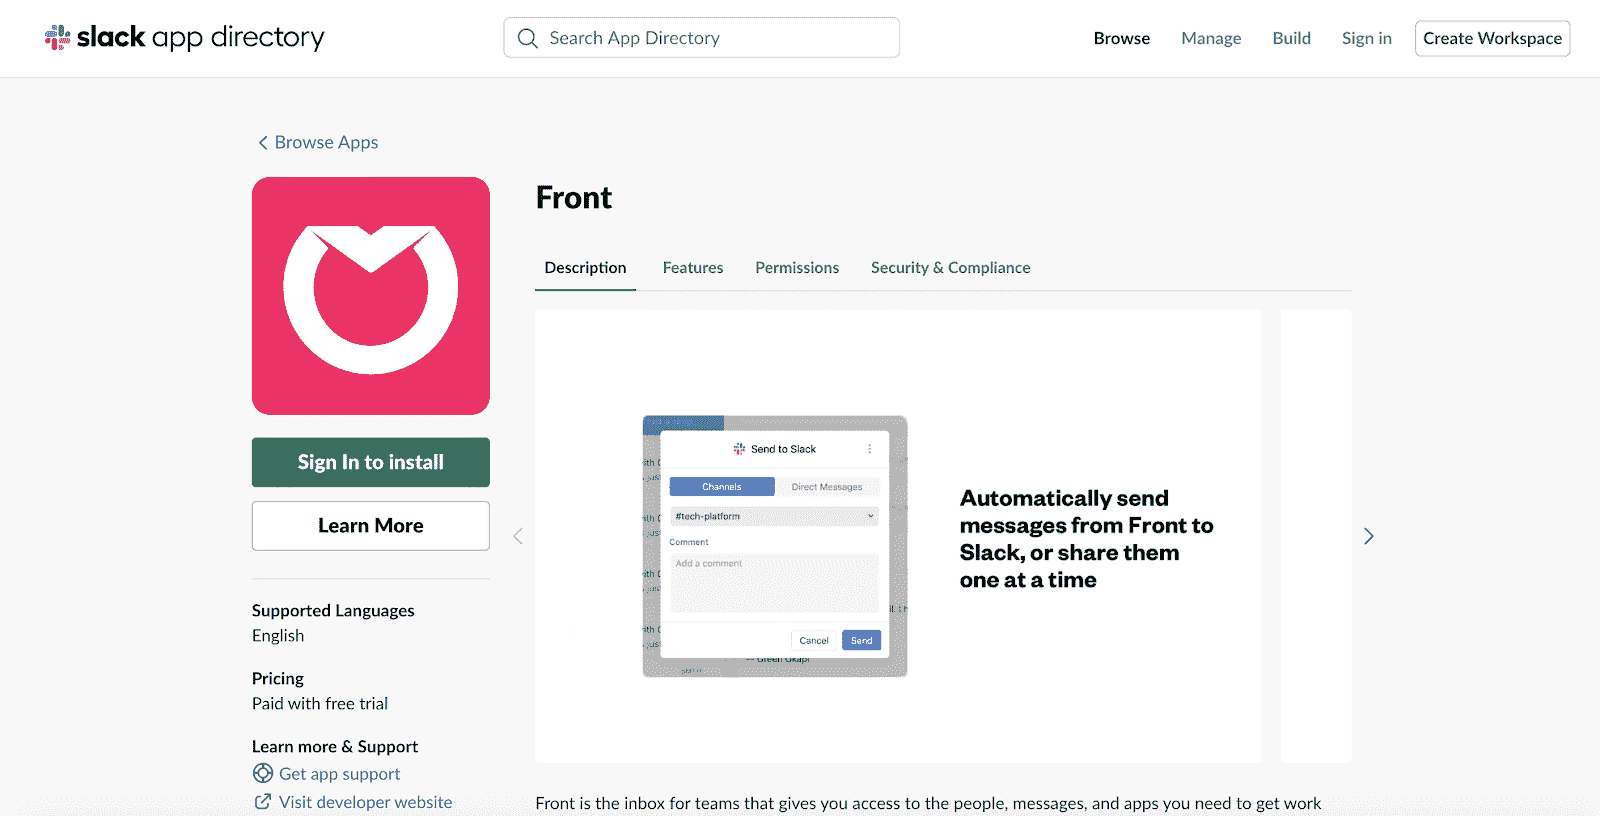 slack app directory
Search App Directory
Browse
Manage
Build
Sign in
Create Workspace
Browse Apps
Front
Description
Features
Permissions
Security & Compliance
Sign In to install
Learn More
Supported Languages
English
Pricing
Paid with free trial
Learn more & Support
Get app support
Visit developer website
Send to Slack
Channels
Direct Messages
#tech-platform
Comment
Add a comment
Cancel
Send
Green Okapi
Automatically send
messages from Front to
Slack, or share them
one at a time
Front is the inbox for teams that gives you access to the people, messages, and apps you need to get work